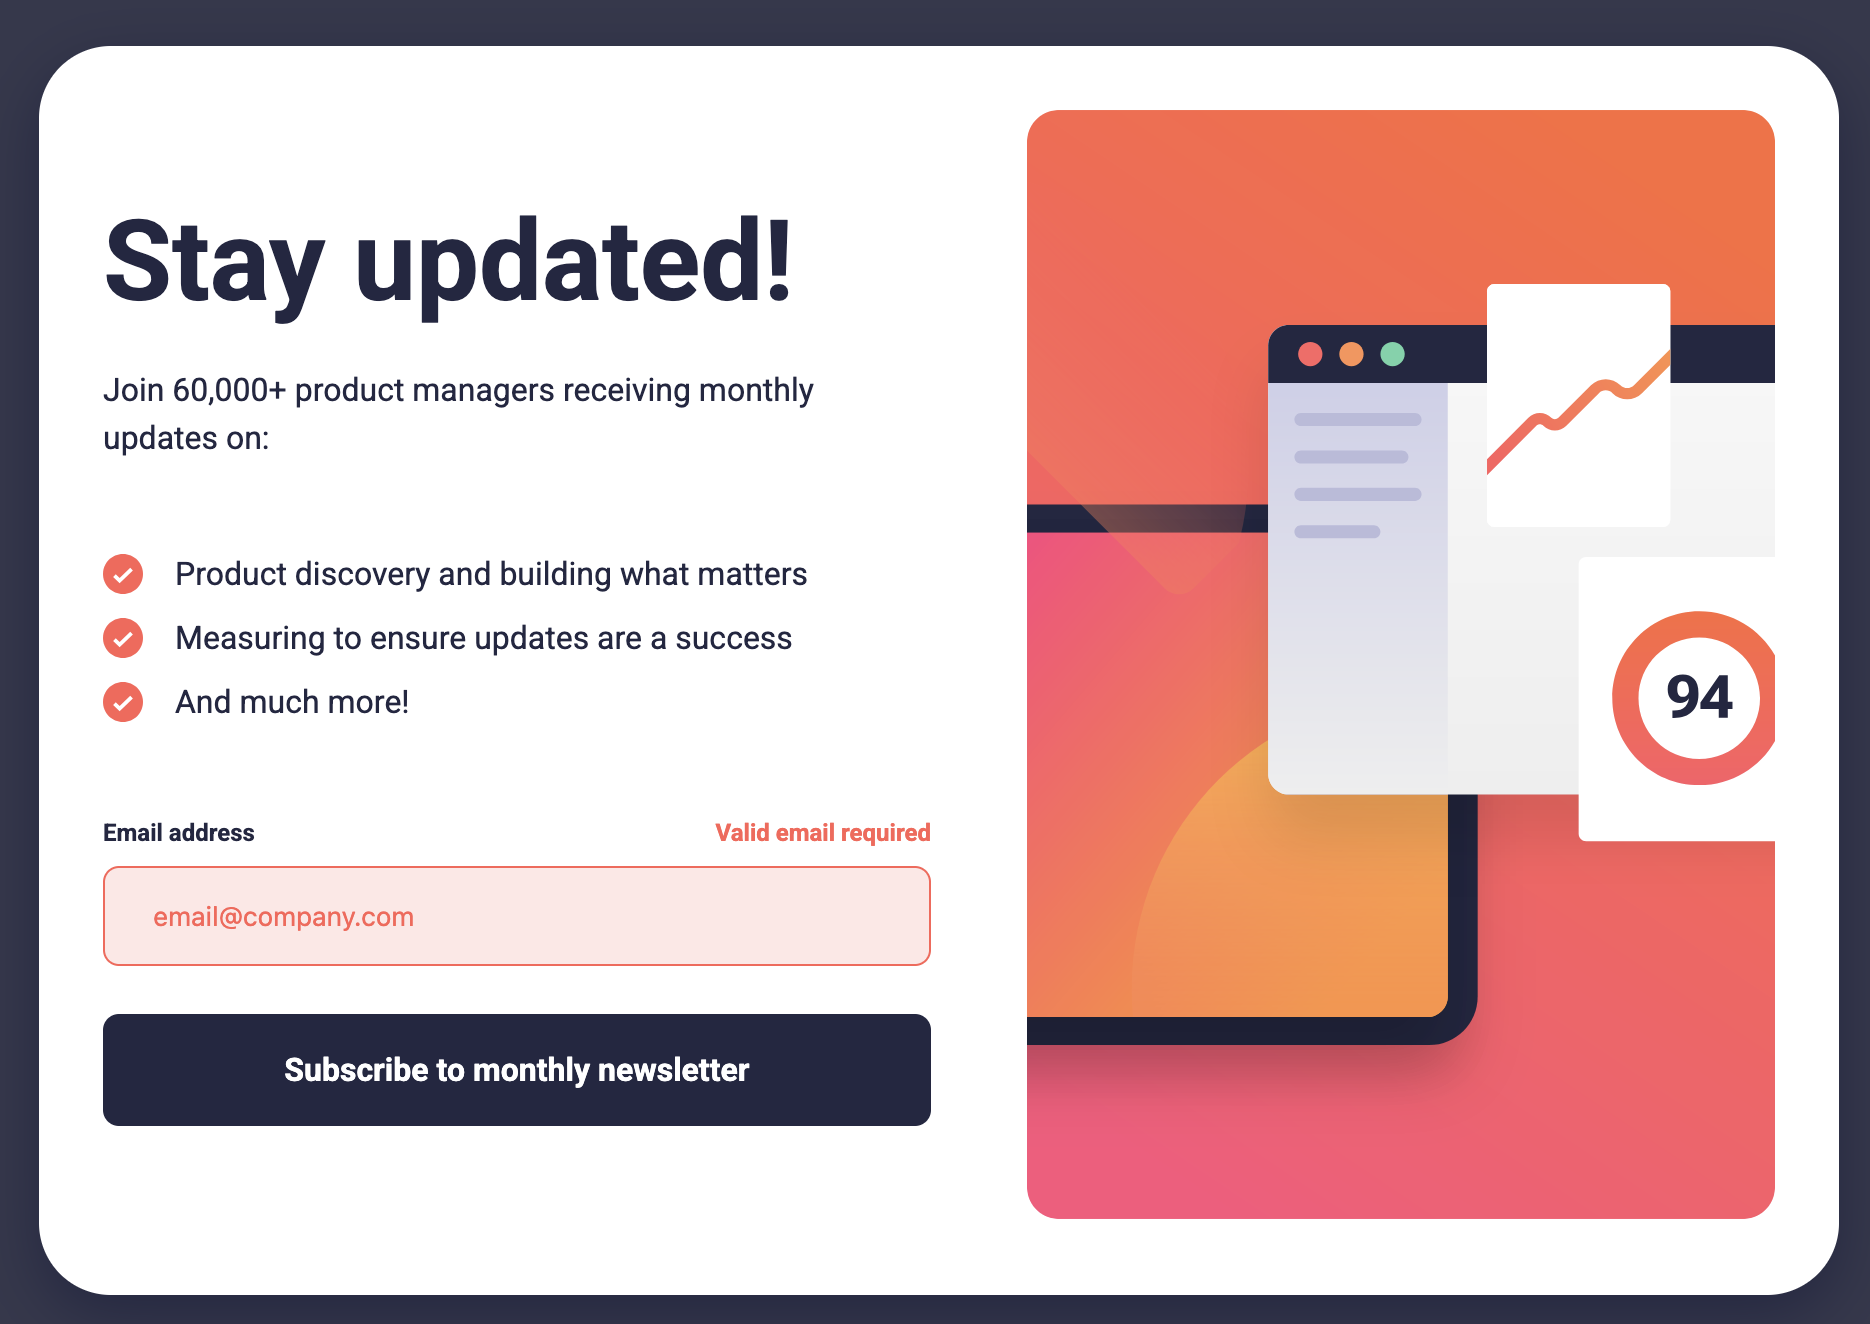 Stay updated!
Join 60,000+ product managers receiving monthly
updates on:
Product discovery and building what matters
Measuring to ensure updates are a success
And much more!
Email address
Valid email required
email@company.com
Subscribe to monthly newsletter
94